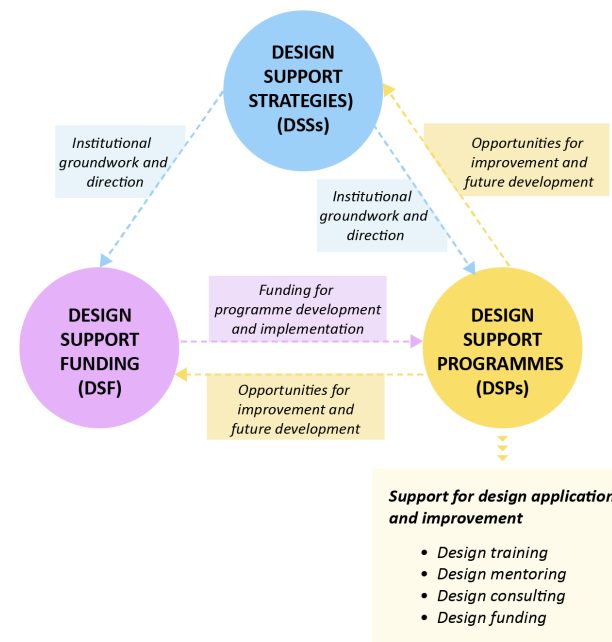 DESIGN
SUPPORT
STRATEGIES)
(DSSs)
Institutional
groundwork and
direction
Opportunities for
improvement and
future development
Institutional
groundwork and
direction
DESIGN
SUPPORT
FUNDING
(DSF)
Funding for
programme development
and implementation
DESIGN
SUPPORT
PROGRAMMES
(DSPs)
Opportunities for
improvement and
future development
Support for design application
and improvement
• Design training
• Design mentoring
• Design consulting
• Design funding